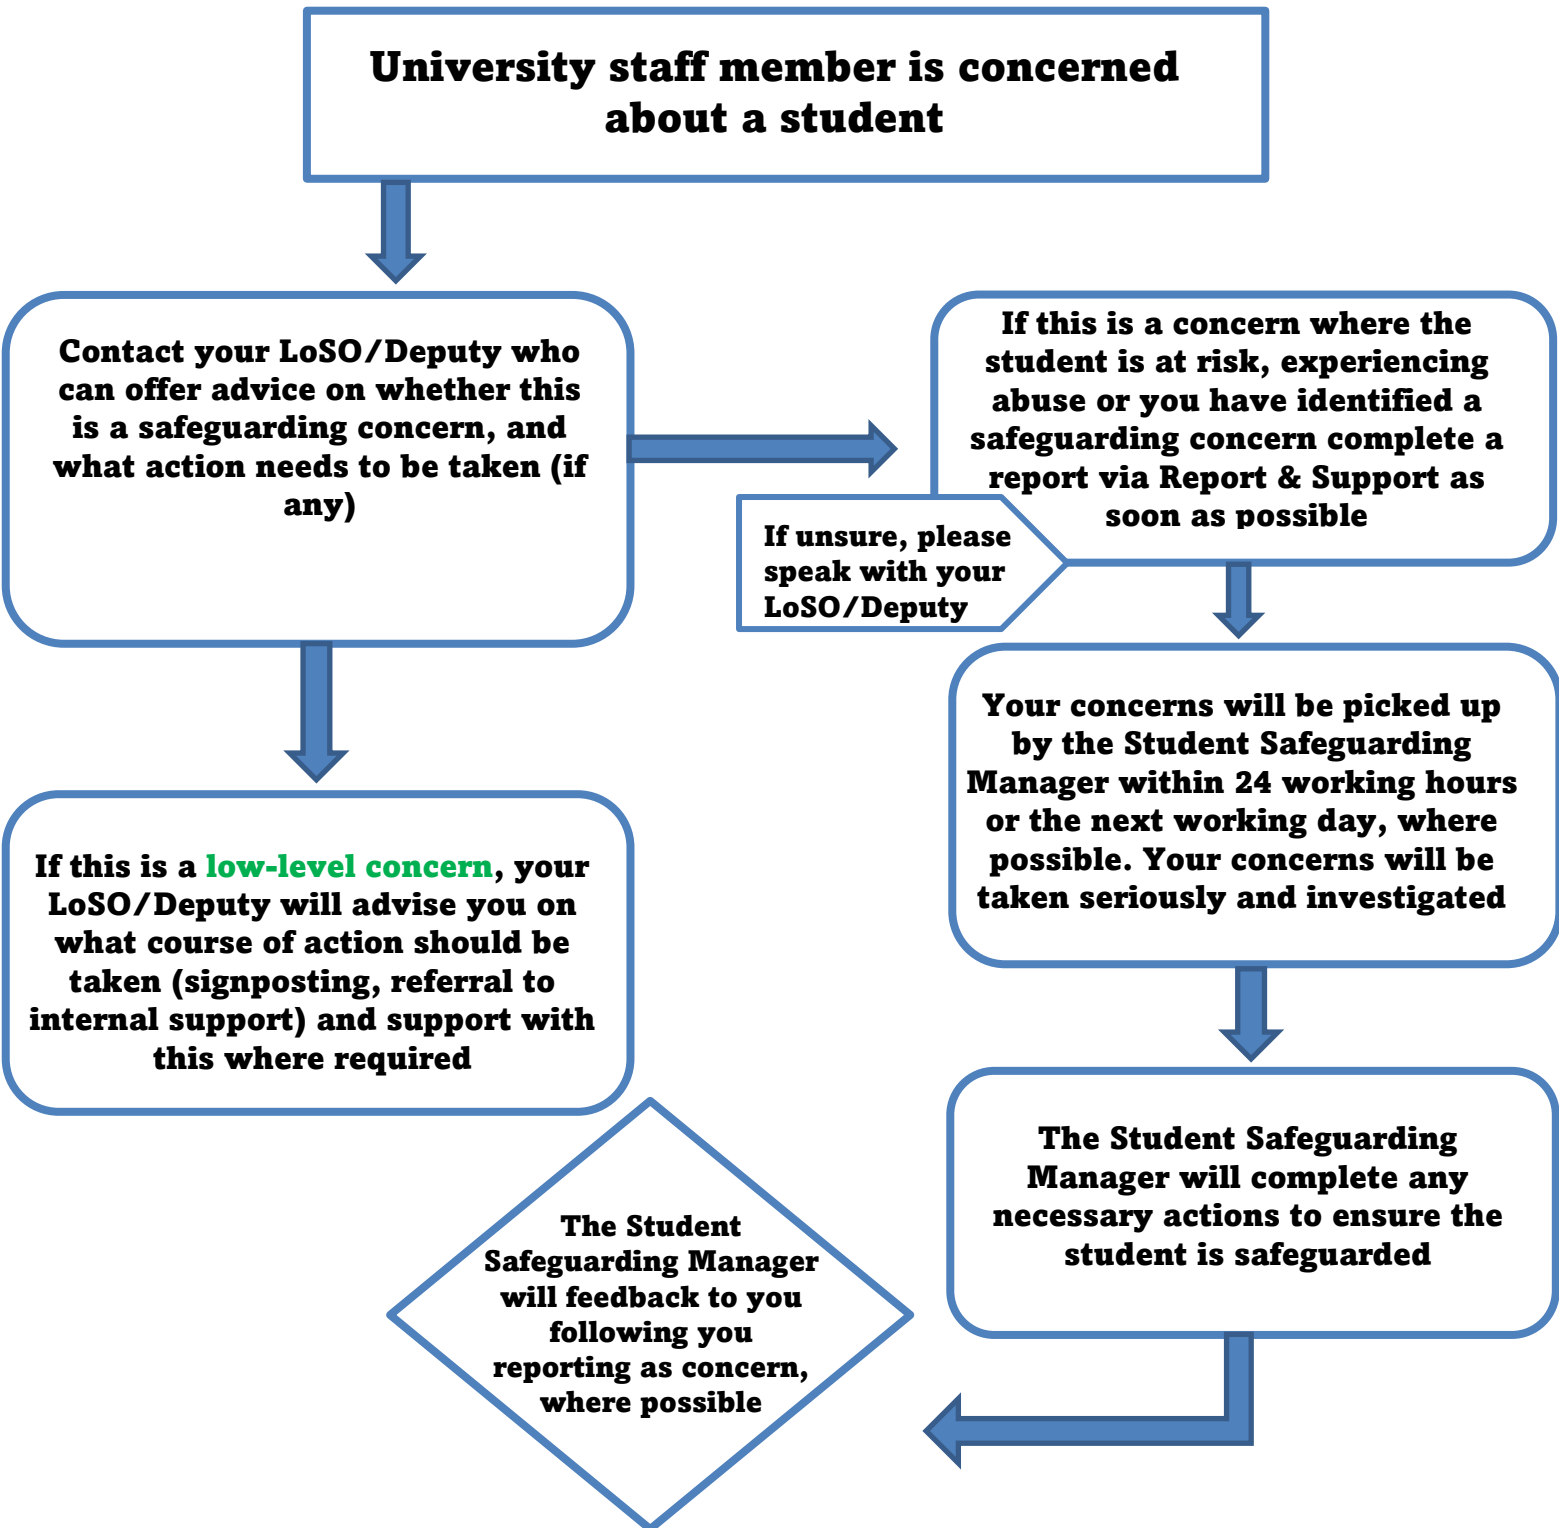 University staff member is concerned
about a student
Contact your LoSO/Deputy who
can offer advice on whether this
is a safeguarding concern, and
what action needs to be taken (if
any)
If this is a concern where the
student is at risk, experiencing
abuse or you have identified a
safeguarding concern complete a
report via Report & Support as
soon as possible
If unsure, please
speak with your
LoSO/Deputy
Your concerns will be picked up
by the Student Safeguarding
Manager within 24 working hours
or the next working day, where
possible. Your concerns will be
taken seriously and investigated
If this is a low-level concern, your
LoSO/Deputy will advise you on
what course of action should be
taken (signposting, referral to
internal support) and support with
this where required
The Student Safeguarding
Manager will complete any
necessary actions to ensure the
student is safeguarded
The Student
Safeguarding Manager
will feedback to you
following you
reporting as concern,
where possible